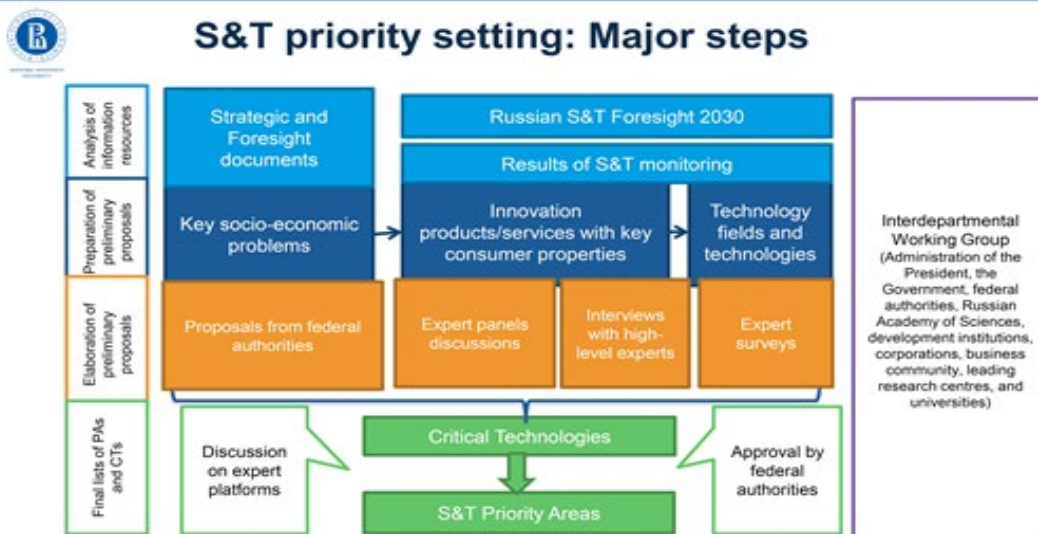 S&T priority setting: Major steps
Analysis of
information
resources
Strategic and
Foresight
documents
Russian S&T Foresight 2030
Results of S&T monitoring
Preparation of
preliminary
proposals
Key socio-economic
problems
Innovation
products/services with key
consumer properties
Technology
fields and
technologies
Elaboration of
preliminary
proposals
Proposals from federal
authorities
Expert panels
discussions
Interviews
with high-
level experts
Expert
surveys
Final lists of PAs
and CTs
Discussion
on expert
platforms
Critical Technologies
S&T Priority Areas
Approval by
federal
authorities
Interdepartmental
Working Group
(Administration of the
President, the
Government, federal
authorities, Russian
Academy of Sciences,
development institutions,
corporations, business
community, leading
research centres, and
universities)